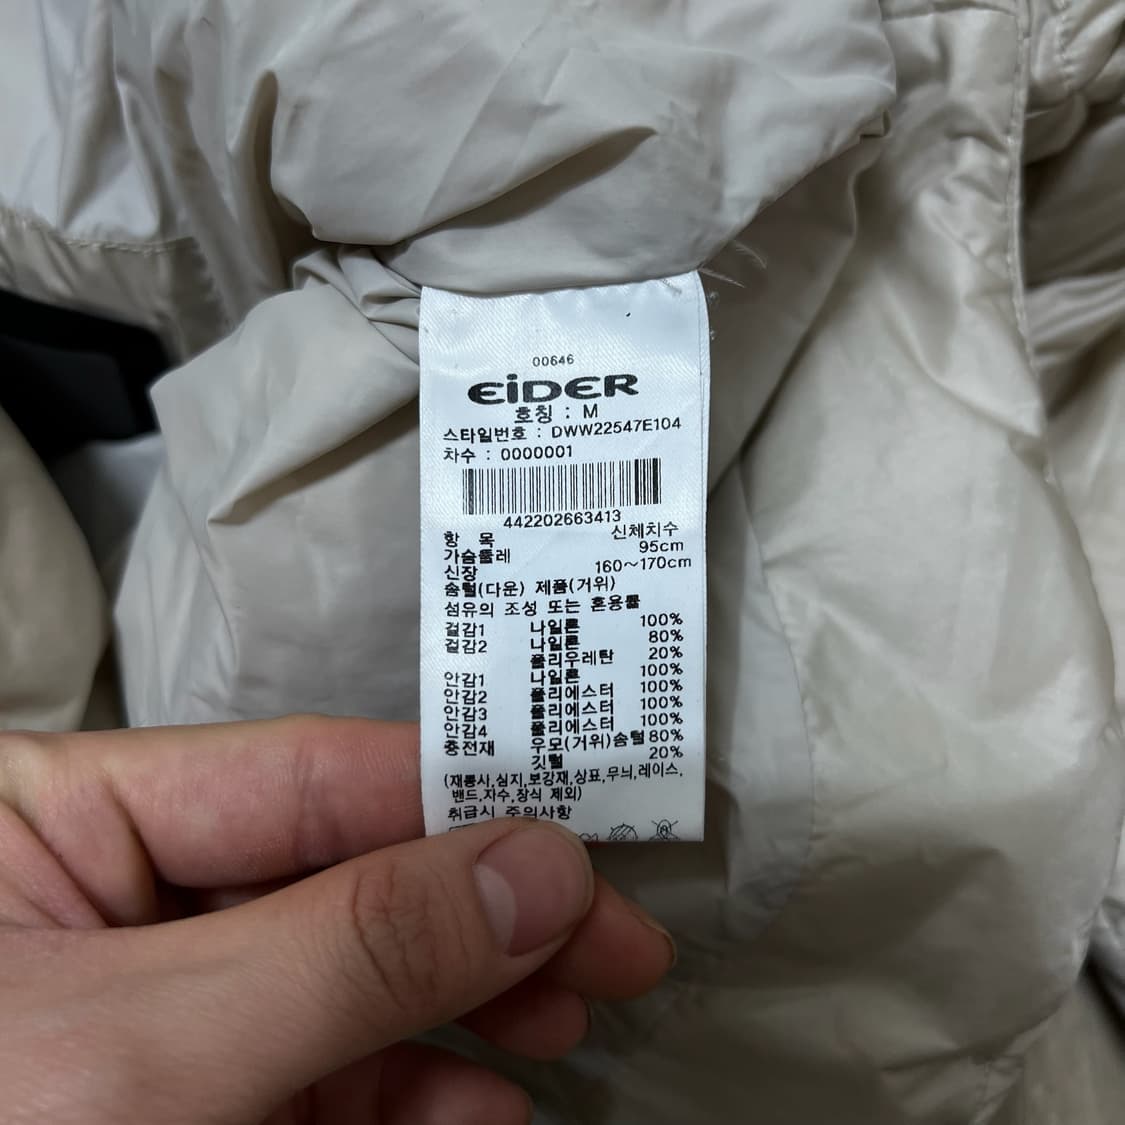 00646
EiDER
호칭 : M
스타일번호 : DWW22547E104
차수 : 0000001
442202663413
항 목 신체치수
가슴둘레 95cm
신장 160~170cm
솜털(다운) 제품(거위)
섬유의 조성 또는 혼용률
겉감1 나일론 100%
겉감2 나일론 80%
폴리우레탄 20%
안감1 나일론 100%
안감2 폴리에스터 100%
안감3 폴리에스터 100%
안감4 폴리에스터 100%
충전재 우모(거위)솜털 80%
깃털 20%
(재봉사,심지,보강재,상표,무늬,레이스,
밴드,자수,장식 제외)
취급시 주의사항